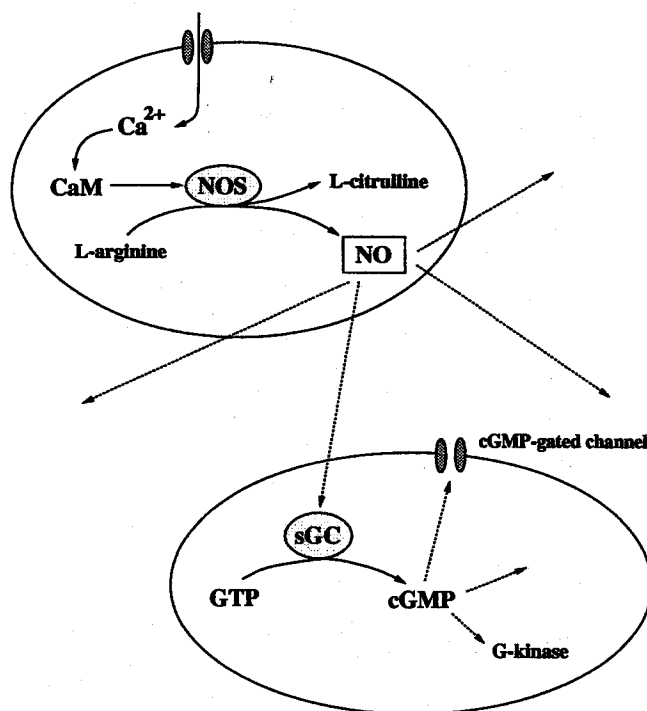 Ca2+
CaM
NOS
L-citrulline
L-arginine
NO
cGMP-gated channel
sGC
GTP
cGMP
G-kinase